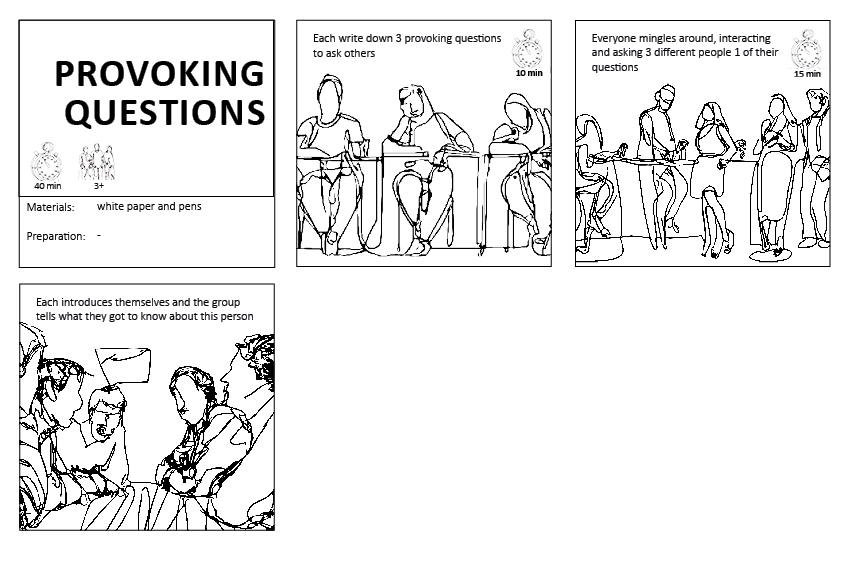 PROVOKING
QUESTIONS
40 min
3+
Materials: white paper and pens
Preparation: -
Each write down 3 provoking questions
to ask others
10 min
Everyone mingles around, interacting
and asking 3 different people 1 of their
questions
15 min
Each introduces themselves and the group
tells what they got to know about this person